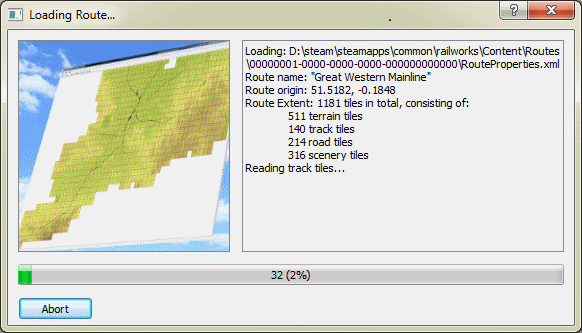 Loading Route...
Loading: D:\steam\steamapps\common\railworks\Content\Routes
\00000001-0000-0000-0000-000000000000\RouteProperties.xml
Route name: "Great Western Mainline"
Route origin: 51.5182, -0.1848
Route Extent: 1181 tiles in total, consisting of:
511 terrain tiles
140 track tiles
214 road tiles
316 scenery tiles
Reading track tiles...
32 (2%)
Abort